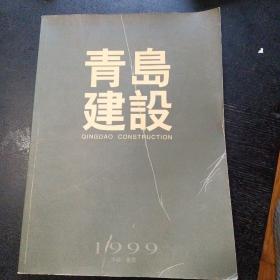 青島
建設
QINGDAO CONSTRUCTION
1999